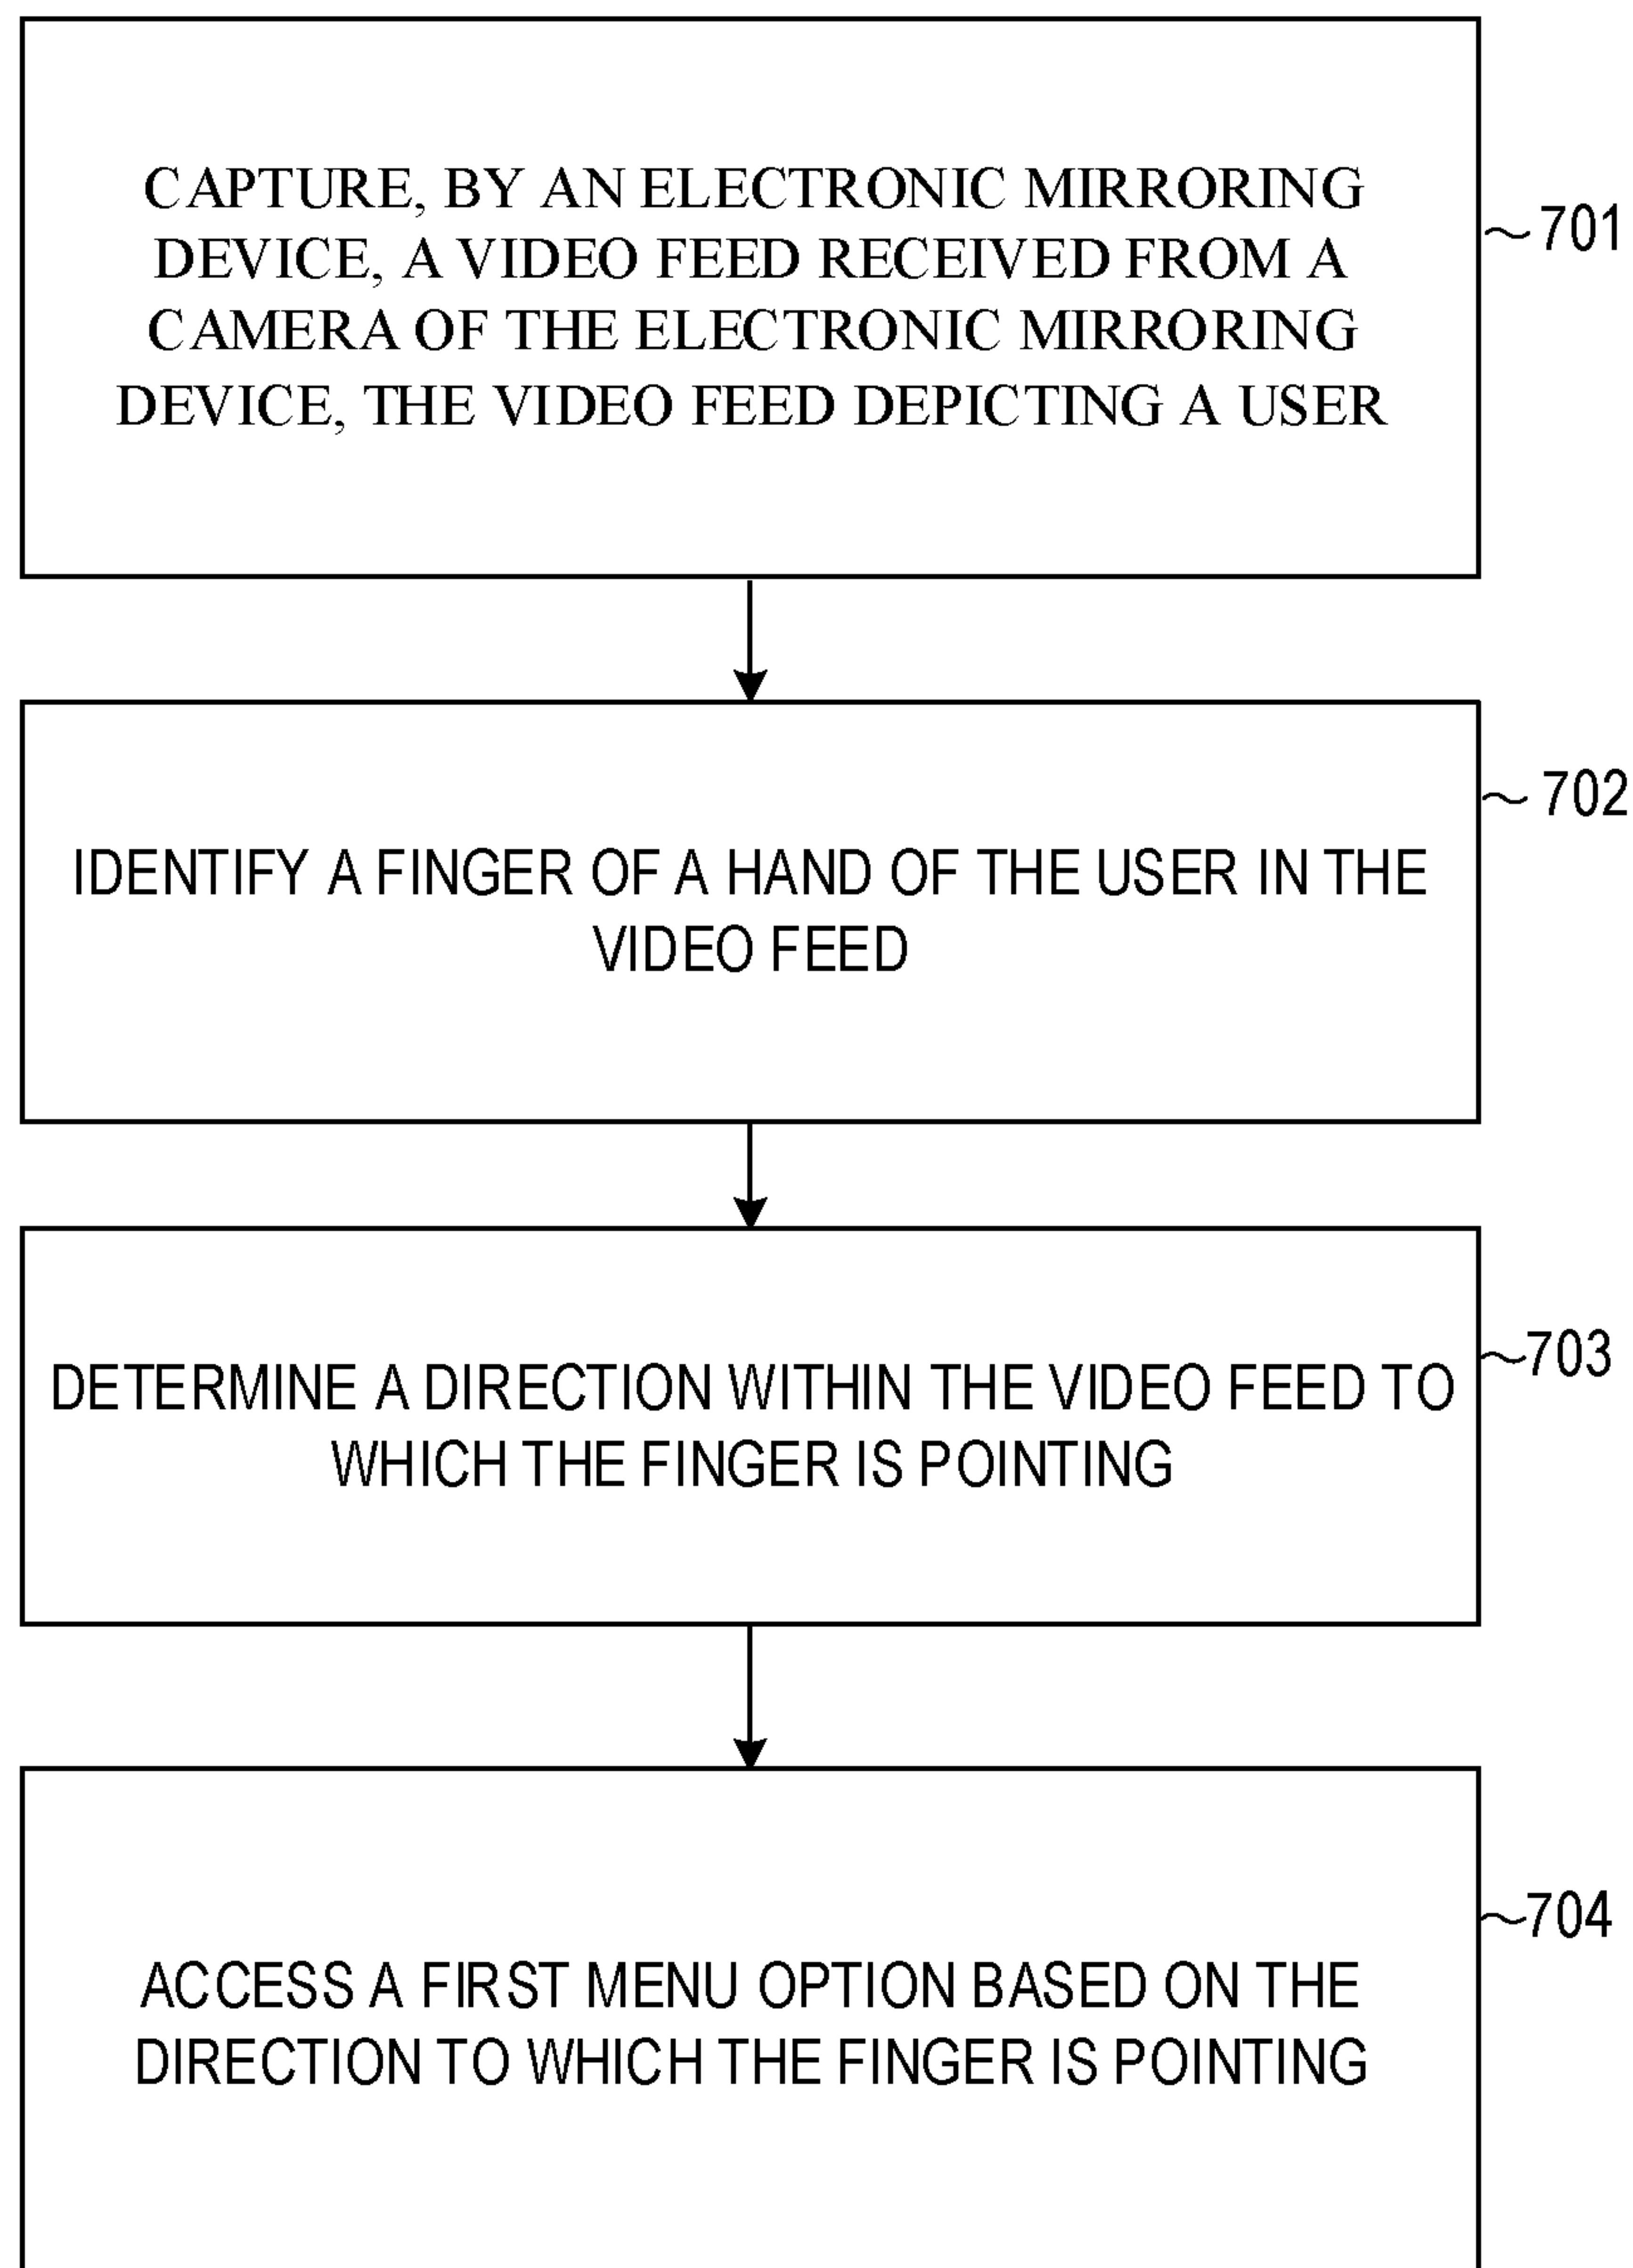 CAPTURE, BY AN ELECTRONIC MIRRORING
DEVICE, A VIDEO FEED RECEIVED FROM A
CAMERA OF THE ELECTRONIC MIRRORING
DEVICE, THE VIDEO FEED DEPICTING A USER
701
IDENTIFY A FINGER OF A HAND OF THE USER IN THE
VIDEO FEED
702
DETERMINE A DIRECTION WITHIN THE VIDEO FEED TO
WHICH THE FINGER IS POINTING
703
ACCESS A FIRST MENU OPTION BASED ON THE
DIRECTION TO WHICH THE FINGER IS POINTING
704